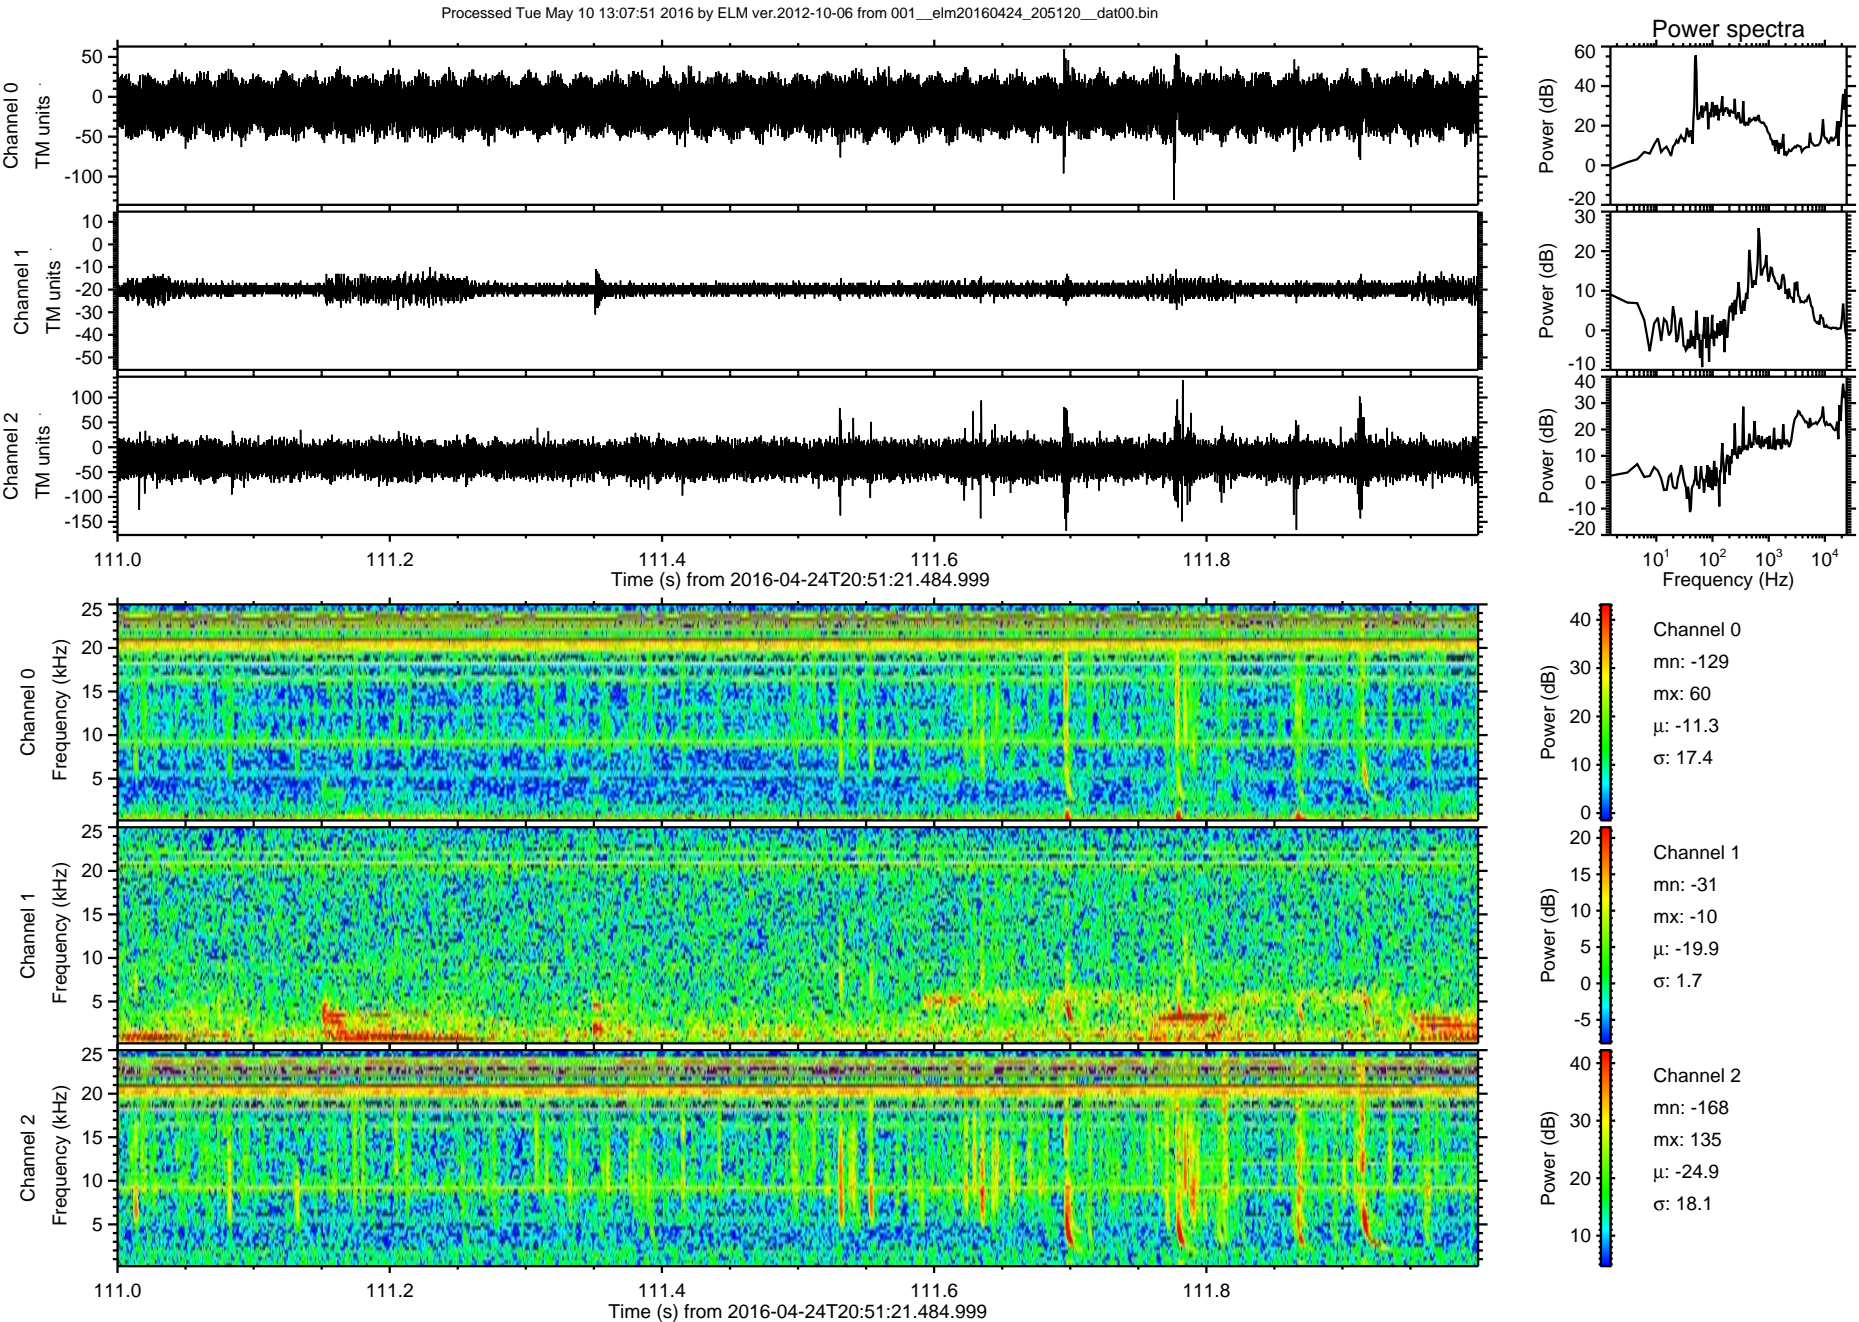 Processed Tue May 10 13:07:51 2016 by ELM ver.2012-10-06 from 001__elm20160424_205120__dat00.bin
Power spectra
Channel 0
TM units
50
0
-50
-100
Power (dB)
60
40
20
0
-20
Channel 1
TM units
10
0
-10
-20
-30
-40
-50
Power (dB)
30
20
10
0
-10
Channel 2
TM units
100
50
0
-50
-100
-150
Power (dB)
40
30
20
10
0
-10
-20
111.0 111.2 111.4 111.6 111.8
Time (s) from 2016-04-24T20:51:21.484.999
10^1 10^2 10^3 10^4
Frequency (Hz)
Channel 0
Frequency (kHz)
25
20
15
10
5
Power (dB)
40
30
20
10
0
Channel 0
mn: -129
mx: 60
μ: -11.3
σ: 17.4
Channel 1
Frequency (kHz)
25
20
15
10
5
Power (dB)
20
15
10
5
0
-5
Channel 1
mn: -31
mx: -10
μ: -19.9
σ: 1.7
Channel 2
Frequency (kHz)
25
20
15
10
5
Power (dB)
40
30
20
10
Channel 2
mn: -168
mx: 135
μ: -24.9
σ: 18.1
111.0 111.2 111.4 111.6 111.8
Time (s) from 2016-04-24T20:51:21.484.999